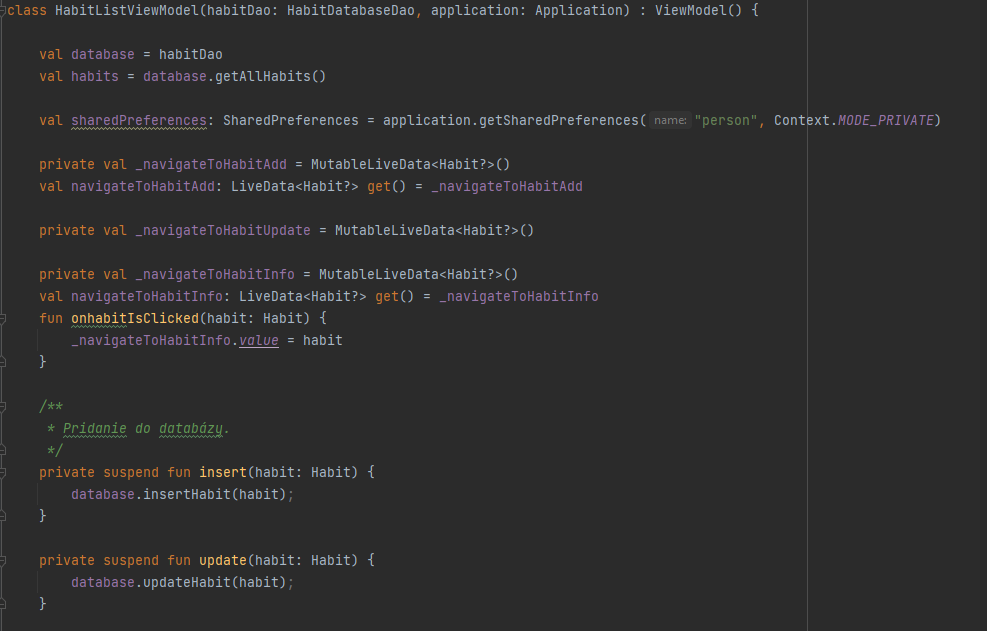 class HabitListViewModel(habitDao: HabitDatabaseDao, application: Application) : ViewModel() {
val database = habitDao
val habits = database.getAllHabits()
val sharedPreferences: SharedPreferences = application.getSharedPreferences( name: "person", Context.MODE_PRIVATE)
private val _navigateToHabitAdd = MutableLiveData<Habit?>()
val navigateToHabitAdd: LiveData<Habit?> get() = _navigateToHabitAdd
private val _navigateToHabitUpdate = MutableLiveData<Habit?>()
private val _navigateToHabitInfo = MutableLiveData<Habit?>()
val navigateToHabitInfo: LiveData<Habit?> get() = _navigateToHabitInfo
fun onhabitIsClicked(habit: Habit) {
_navigateToHabitInfo.value = habit
}
/**
* Pridanie do databázy.
*/
private suspend fun insert(habit: Habit) {
database.insertHabit(habit);
}
private suspend fun update(habit: Habit) {
database.updateHabit(habit);
}